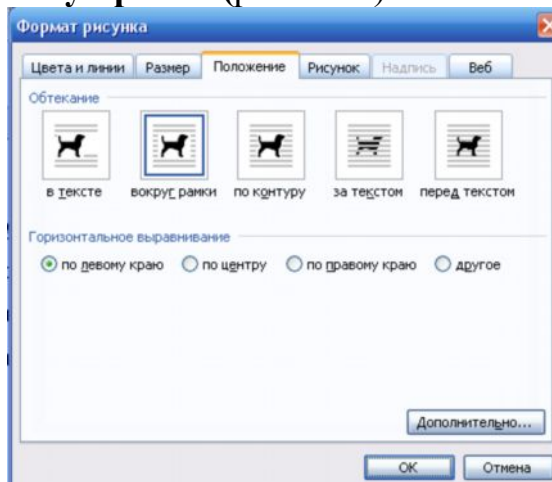 Формат рисунка
Цвета и линии Размер Положение Рисунок Надпись Веб
Обтекание
в тексте вокруг рамки по контуру за текстом перед текстом
Горизонтальное выравнивание
по левому краю по центру по правому краю другое
Дополнительно...
ОК Отмена